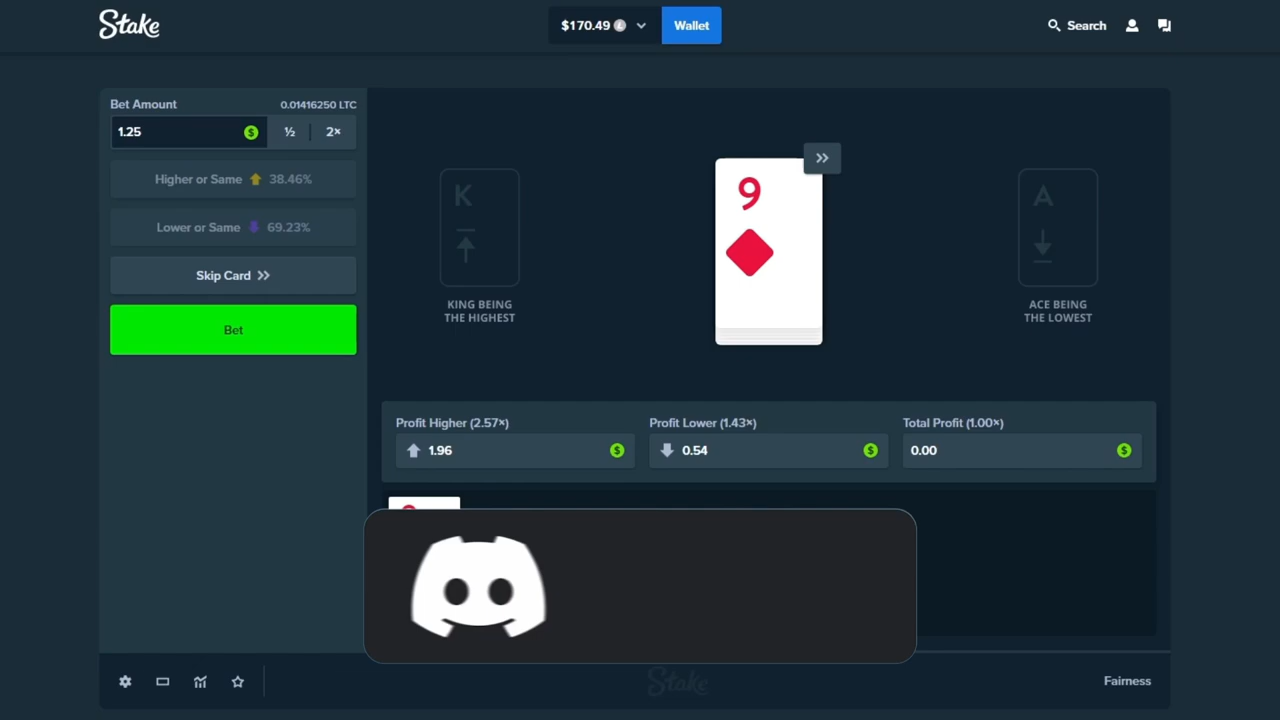 Stake
$170.49
Wallet
Search
Bet Amount
0.01416250 LTC
1.25
$
½
2×
Higher or Same
38.46%
Lower or Same
69.23%
Skip Card
Bet
K
KING BEING
THE HIGHEST
9
A
ACE BEING
THE LOWEST
Profit Higher (2.57×)
1.96
$
Profit Lower (1.43×)
0.54
$
Total Profit (1.00×)
0.00
$
Stake
Fairness